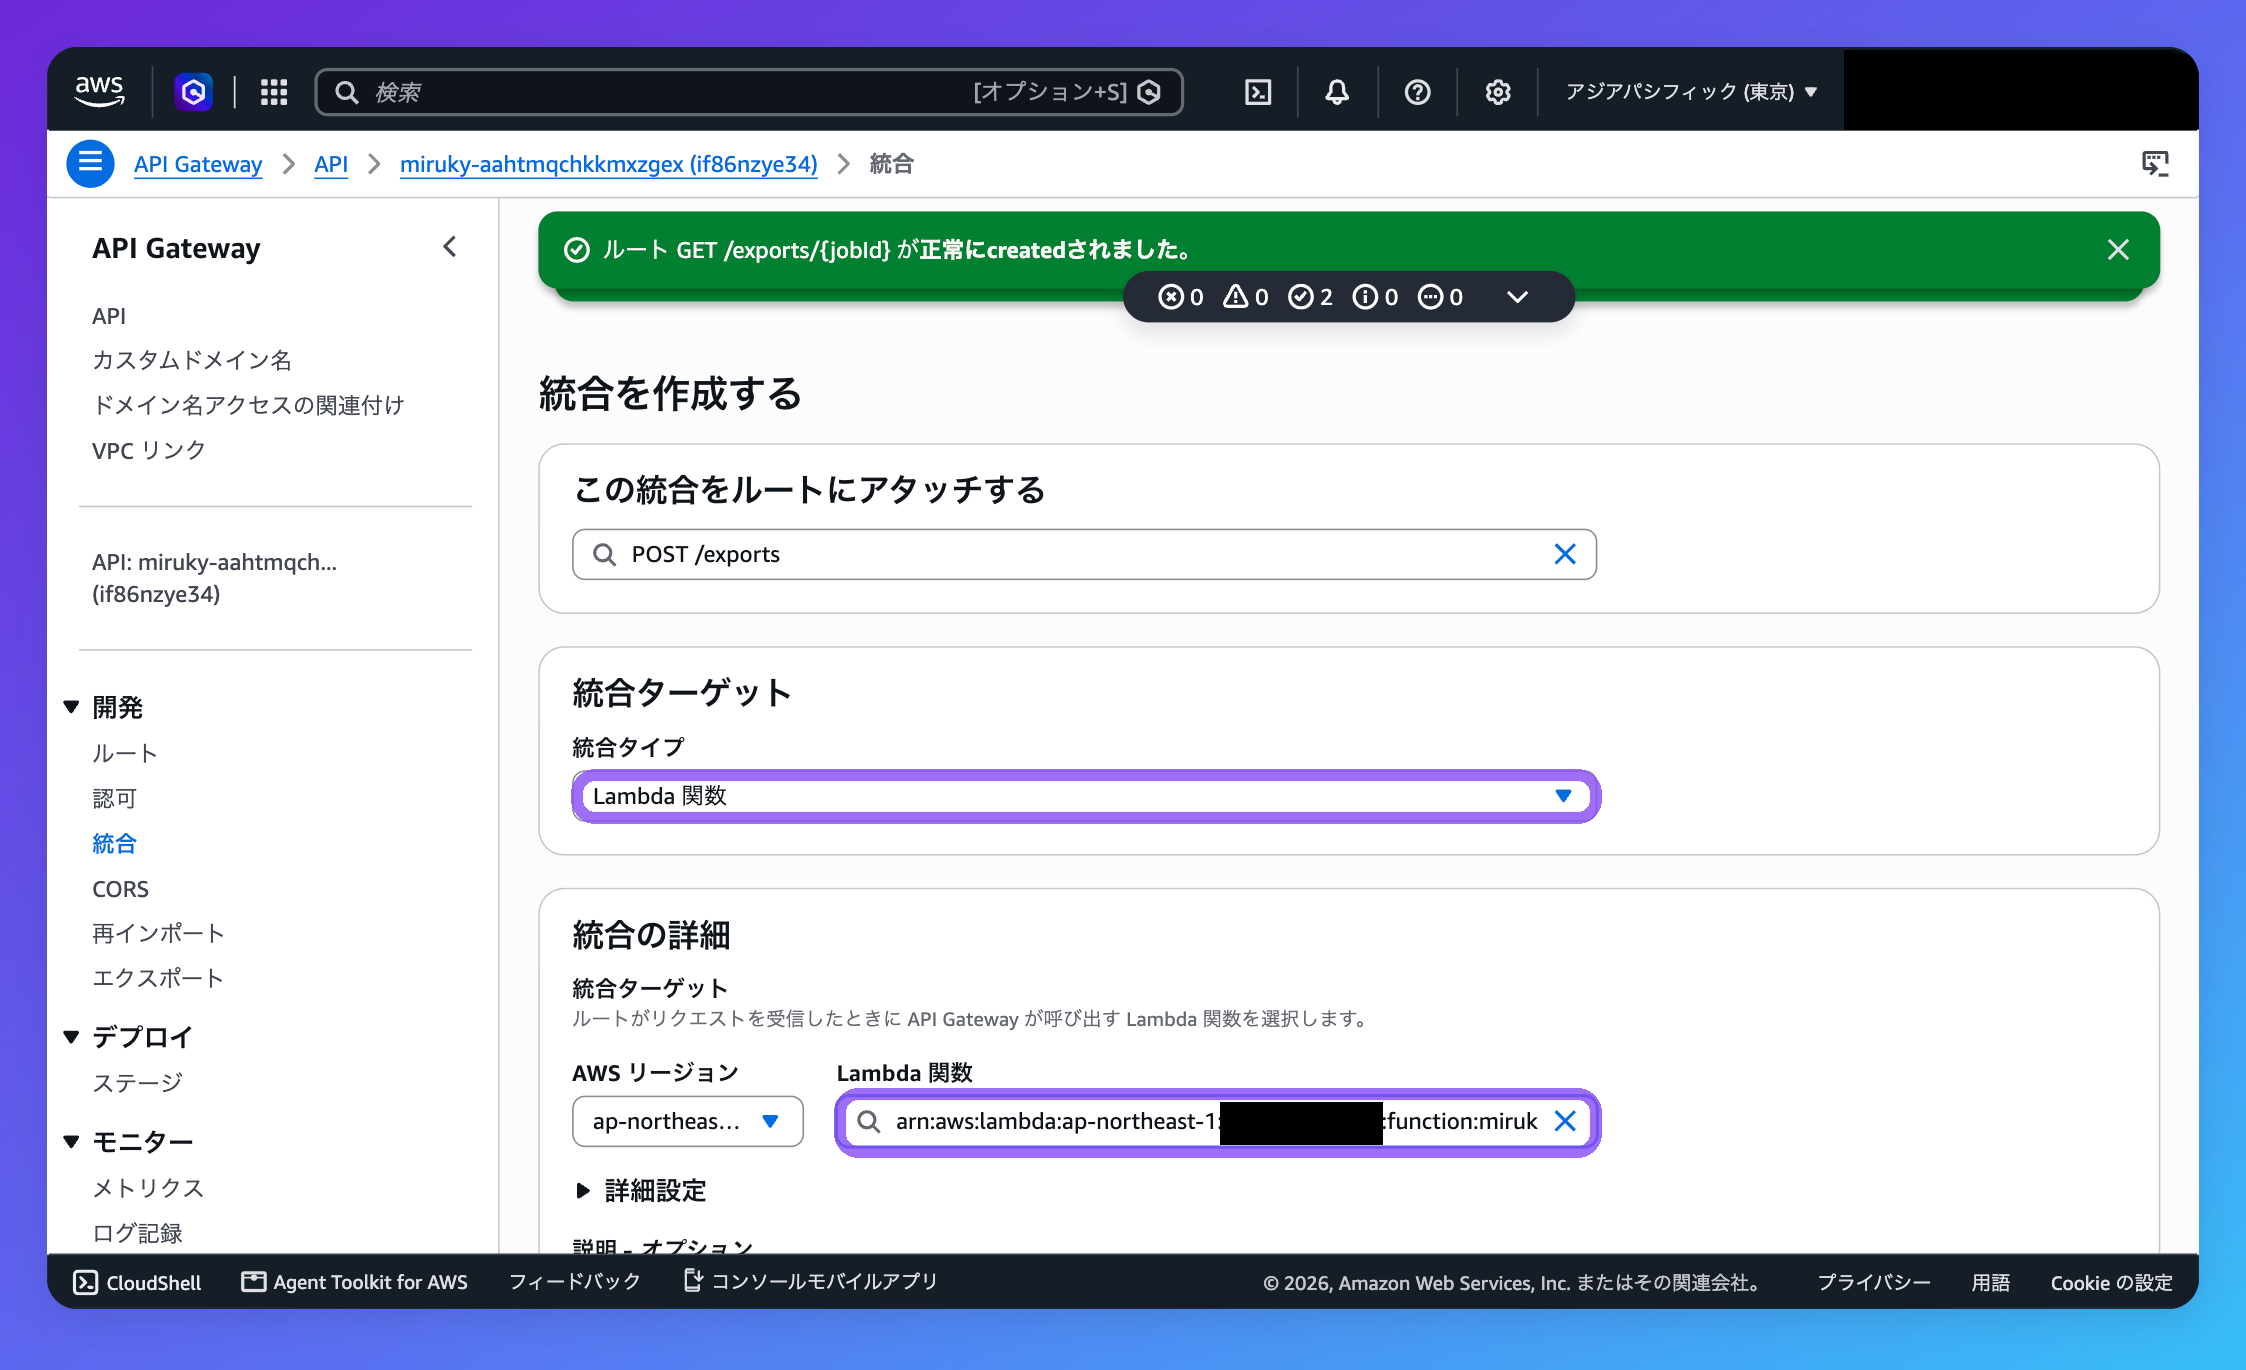 aws
検索
[オプション+S]
アジアパシフィック (東京)
API Gateway
API
miruky-aahtmqchkkmxzgex (if86nzye34)
統合
API Gateway
API
カスタムドメイン名
ドメイン名アクセスの関連付け
VPC リンク
API: miruky-aahtmqch...
(if86nzye34)
開発
ルート
認可
統合
CORS
再インポート
エクスポート
デプロイ
ステージ
モニター
メトリクス
ログ記録
ルート GET /exports/{jobId} が正常にcreatedされました。
0 0 2 0 0
統合を作成する
この統合をルートにアタッチする
POST /exports
統合ターゲット
統合タイプ
Lambda 関数
統合の詳細
統合ターゲット
ルートがリクエストを受信したときに API Gateway が呼び出す Lambda 関数を選択します。
AWS リージョン
Lambda 関数
ap-northeas...
arn:aws:lambda:ap-northeast-1: :function:miruk
詳細設定
説明 - オプション
CloudShell
Agent Toolkit for AWS
フィードバック
コンソールモバイルアプリ
© 2026, Amazon Web Services, Inc. またはその関連会社。
プライバシー
用語
Cookie の設定